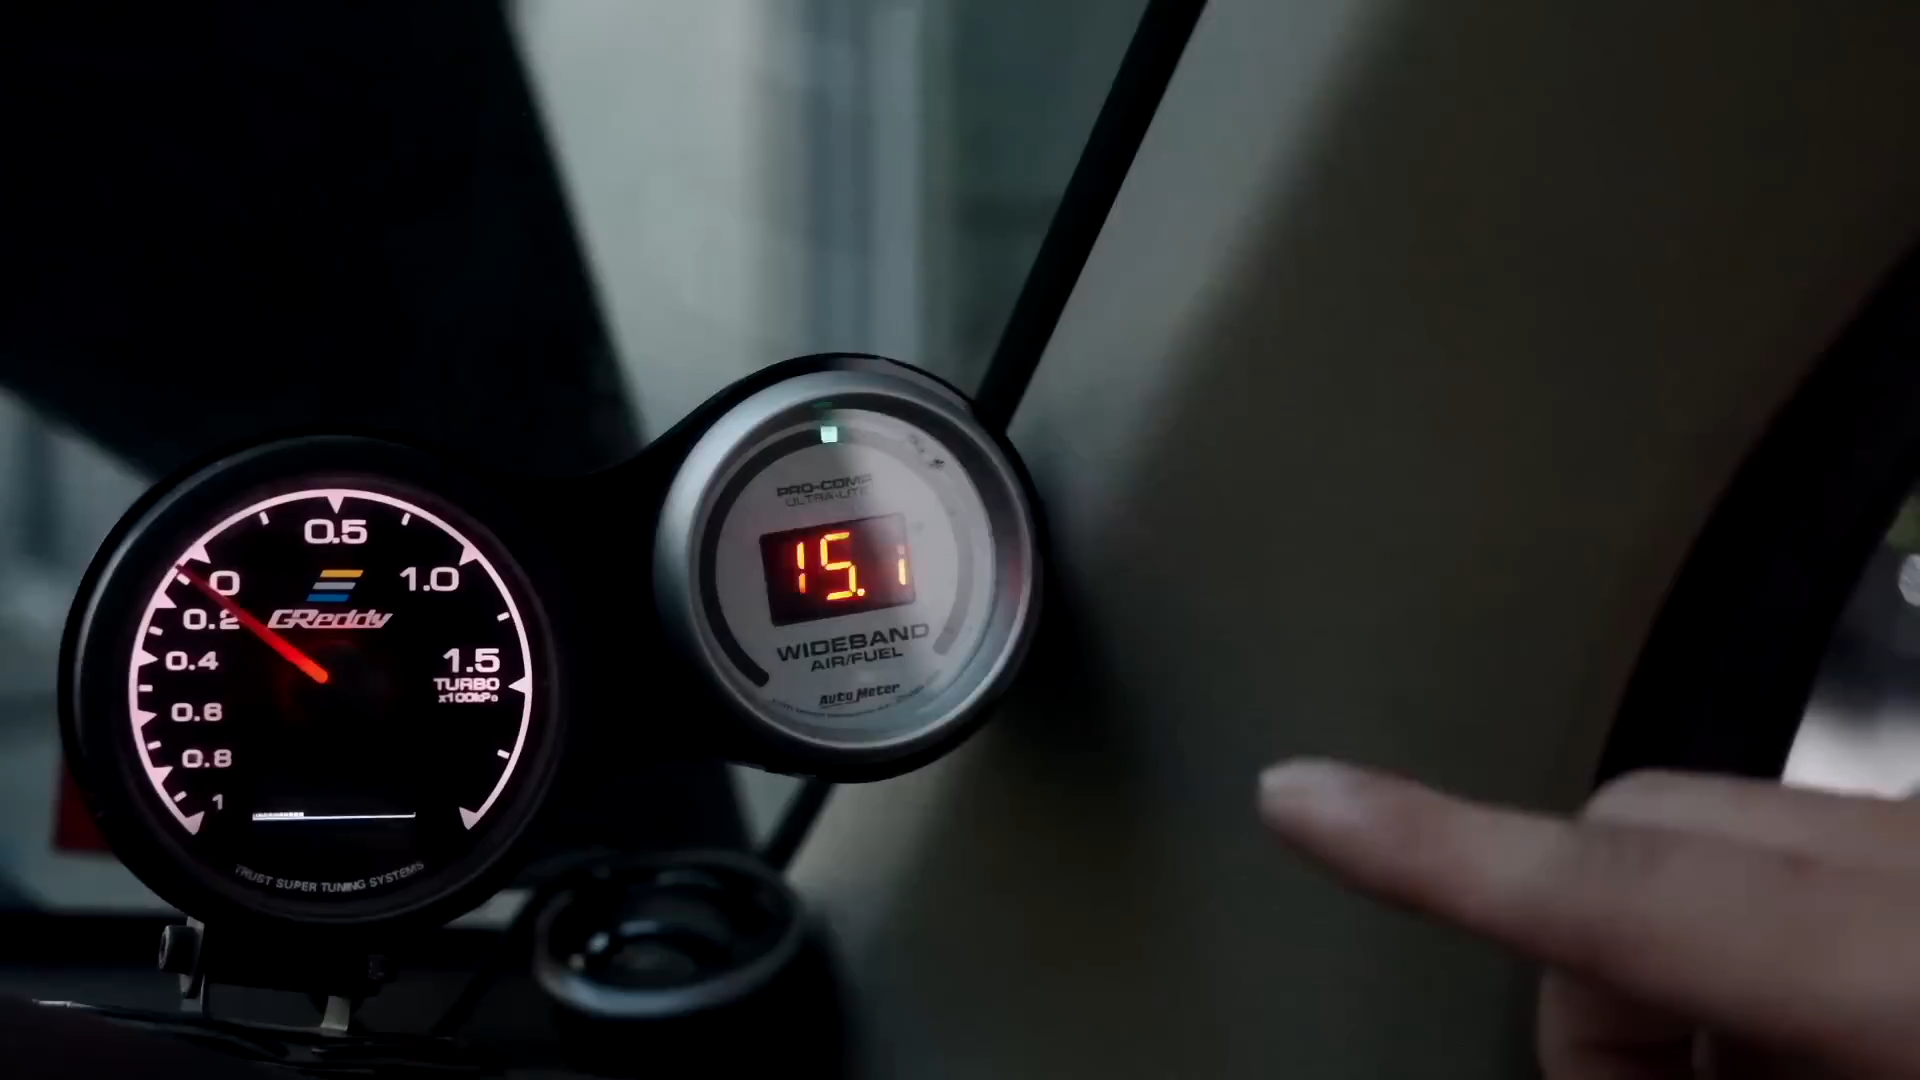 0.5
0
1.0
0.2
GReddy
0.4
1.5
TURBO
x100kPa
0.6
0.8
1
TRUST SUPER TUNING SYSTEMS
PRO-COMP
ULTRA-LITE
15.1
WIDEBAND
AIR/FUEL
Auto Meter